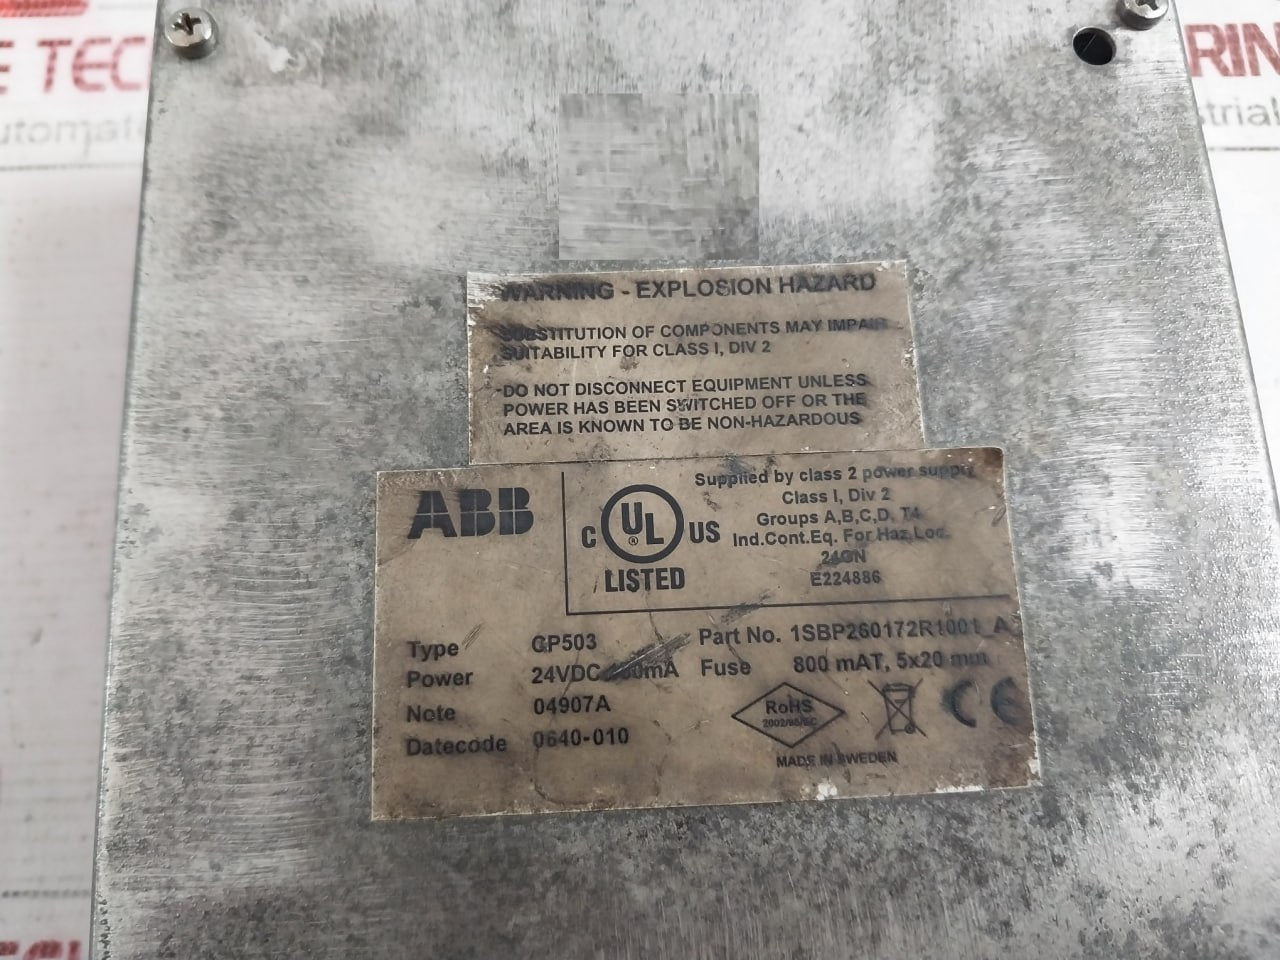 E TEC
RIN
utomat
strial
WARNING - EXPLOSION HAZARD
SUBSTITUTION OF COMPONENTS MAY IMPAIR
SUITABILITY FOR CLASS I, DIV 2
-DO NOT DISCONNECT EQUIPMENT UNLESS
POWER HAS BEEN SWITCHED OFF OR THE
AREA IS KNOWN TO BE NON-HAZARDOUS
ABB
C UL ® US
LISTED
Supplied by class 2 power supply
Class I, Div 2
Groups A,B,C,D, T4
Ind.Cont.Eq. For Haz.Loc.
24GN
E224886
Type CP503 Part No. 1SBP260172R1001_A
Power 24VDC Fuse 800 mAT, 5x20 mm
Note 04907A
Datecode 0640-010
RoHS
2002/95/EC
CE
MADE IN SWEDEN